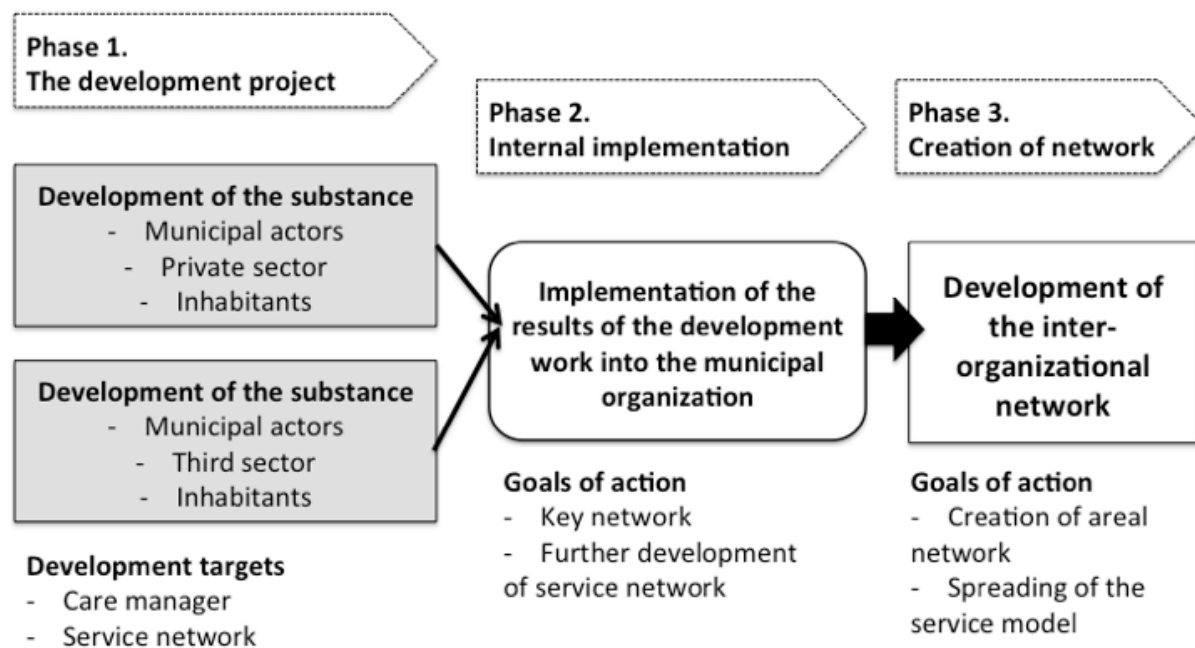 Phase 1.
The development project
Development of the substance
- Municipal actors
- Private sector
- Inhabitants
Development of the substance
- Municipal actors
- Third sector
- Inhabitants
Development targets
- Care manager
- Service network
Phase 2.
Internal implementation
Implementation of the
results of the development
work into the municipal
organization
Goals of action
- Key network
- Further development
of service network
Phase 3.
Creation of network
Development of
the inter-
organizational
network
Goals of action
- Creation of areal
network
- Spreading of the
service model